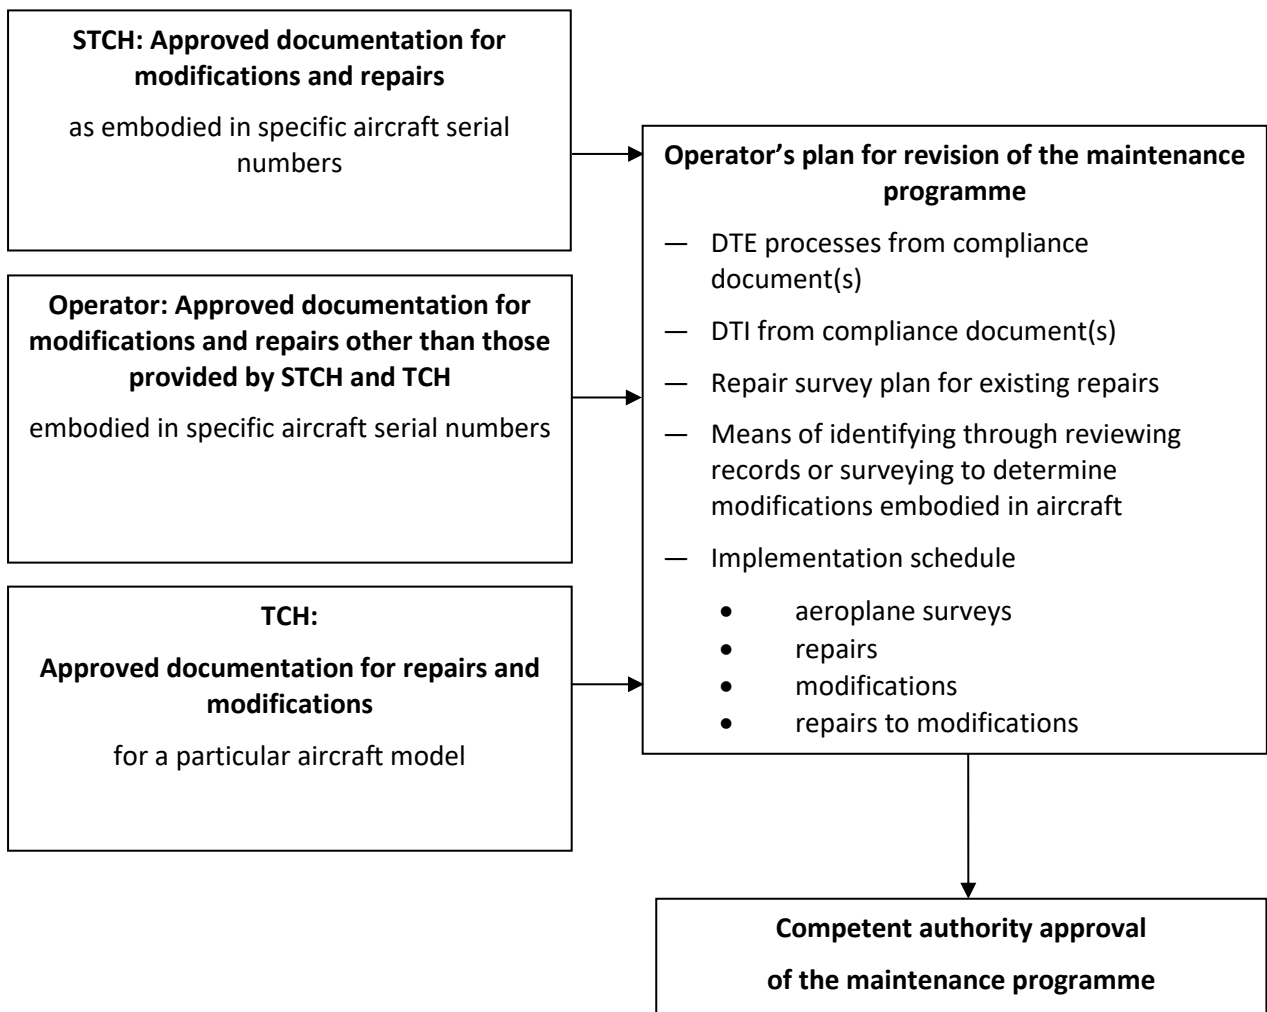 STCH: Approved documentation for
modifications and repairs
as embodied in specific aircraft serial
numbers
Operator: Approved documentation for
modifications and repairs other than those
provided by STCH and TCH
embodied in specific aircraft serial numbers
TCH:
Approved documentation for repairs and
modifications
for a particular aircraft model
Operator’s plan for revision of the maintenance
programme
— DTE processes from compliance
document(s)
— DTI from compliance document(s)
— Repair survey plan for existing repairs
— Means of identifying through reviewing
records or surveying to determine
modifications embodied in aircraft
— Implementation schedule
• aeroplane surveys
• repairs
• modifications
• repairs to modifications
Competent authority approval
of the maintenance programme